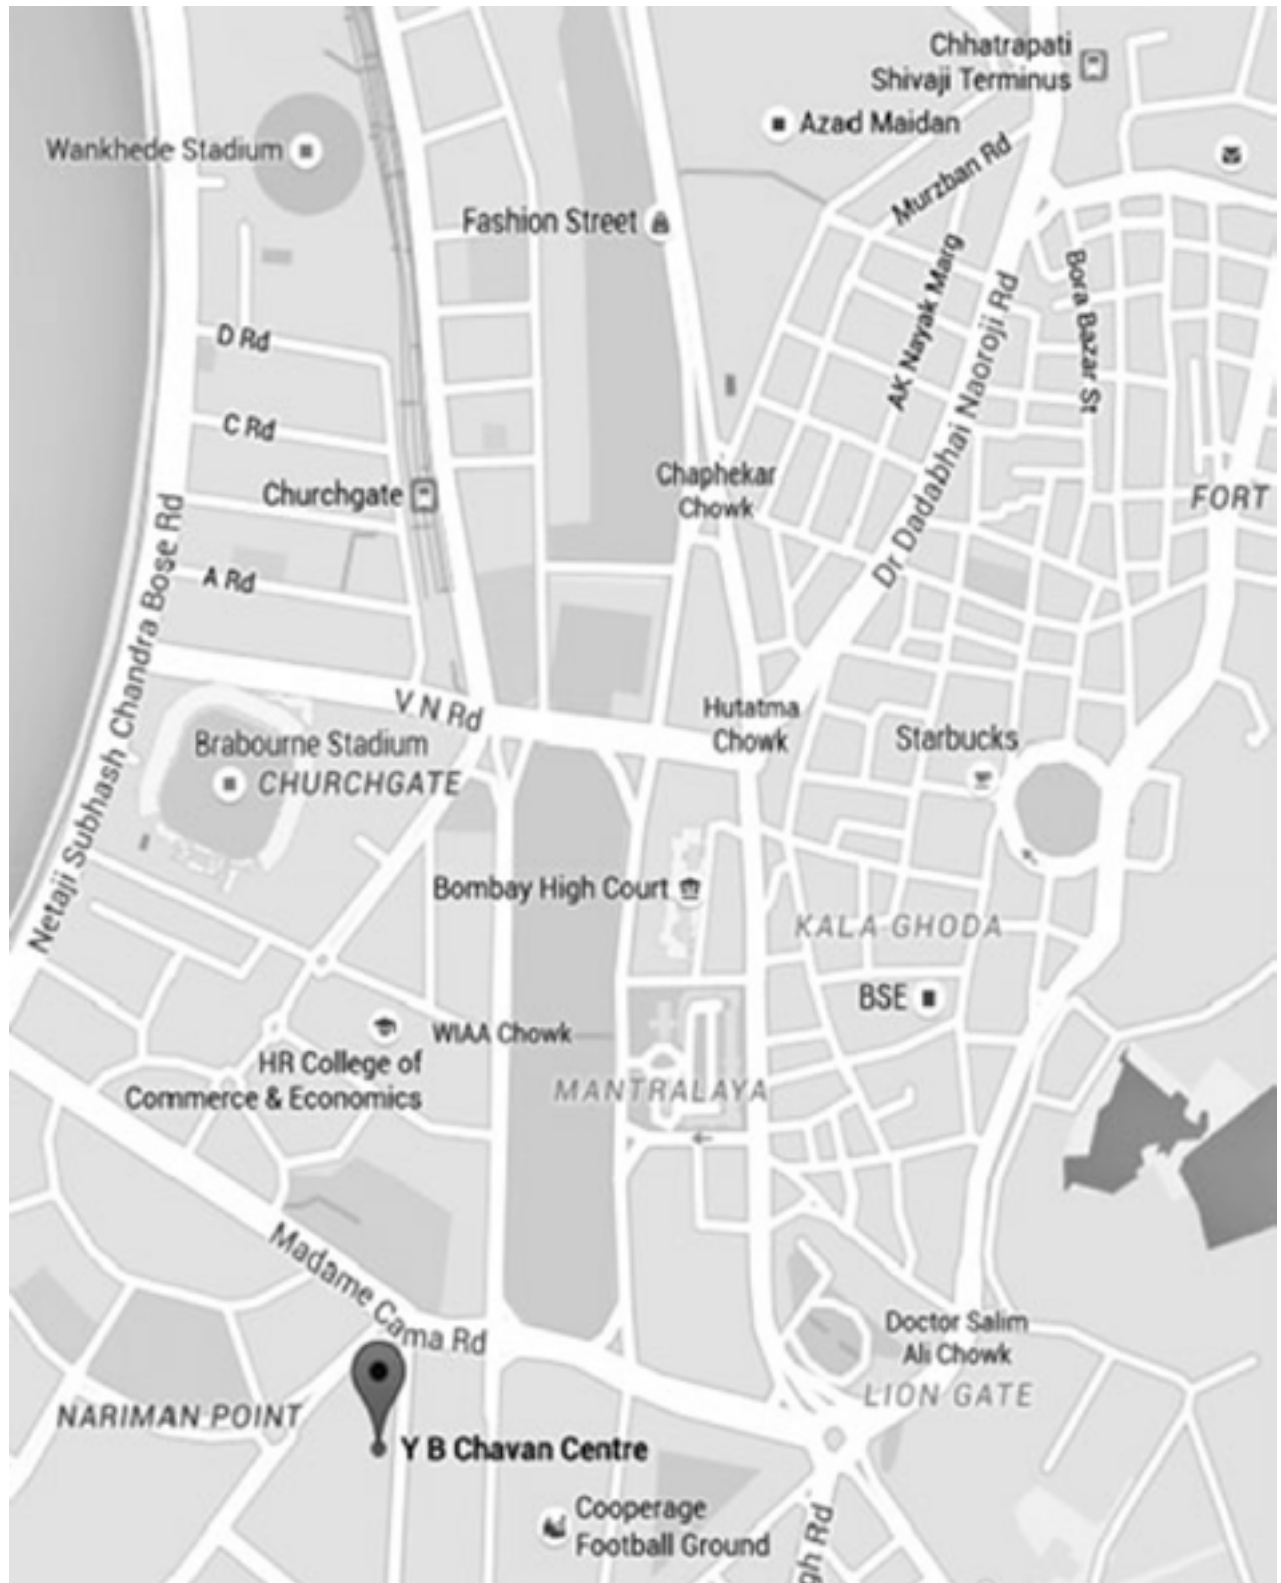 Chhatrapati
Shivaji Terminus
Azad Maidan
Wankhede Stadium
Murzban Rd
Fashion Street
AK Nayak Marg
Bora Bazar St
D Rd
Dr Dadabhai Naoroji Rd
C Rd
Churchgate
Chaphekar
Chowk
FORT
Netaji Subhash Chandra Bose Rd
A Rd
V N Rd
Hutatma
Chowk
Starbucks
Brabourne Stadium
CHURCHGATE
Bombay High Court
KALA GHODA
BSE
WIAA Chowk
HR College of
Commerce & Economics
MANTRALAYA
Madame Cama Rd
Doctor Salim
Ali Chowk
LION GATE
NARIMAN POINT
Y B Chavan Centre
Cooperage
Football Ground
gh Rd